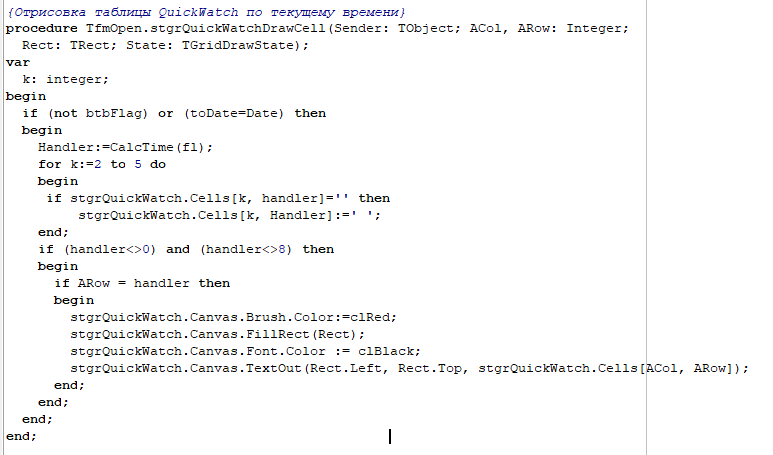 {Отрисовка таблицы QuickWatch по текущему времени}
procedure TfmOpen.stgrQuickWatchDrawCell(Sender: TObject; ACol, ARow: Integer;
  Rect: TRect; State: TGridDrawState);
var
  k: integer;
begin
  if (not btbFlag) or (toDate=Date) then
  begin
    Handler:=CalcTime(fl);
    for k:=2 to 5 do
    begin
     if stgrQuickWatch.Cells[k, handler]='' then
         stgrQuickWatch.Cells[k, Handler]:=' ';
    end;
    if (handler<>0) and (handler<>8) then
    begin
      if ARow = handler then
      begin
        stgrQuickWatch.Canvas.Brush.Color:=clRed;
        stgrQuickWatch.Canvas.FillRect(Rect);
        stgrQuickWatch.Canvas.Font.Color := clBlack;
        stgrQuickWatch.Canvas.TextOut(Rect.Left, Rect.Top, stgrQuickWatch.Cells[ACol, ARow]);
      end;
    end;
  end;
end;